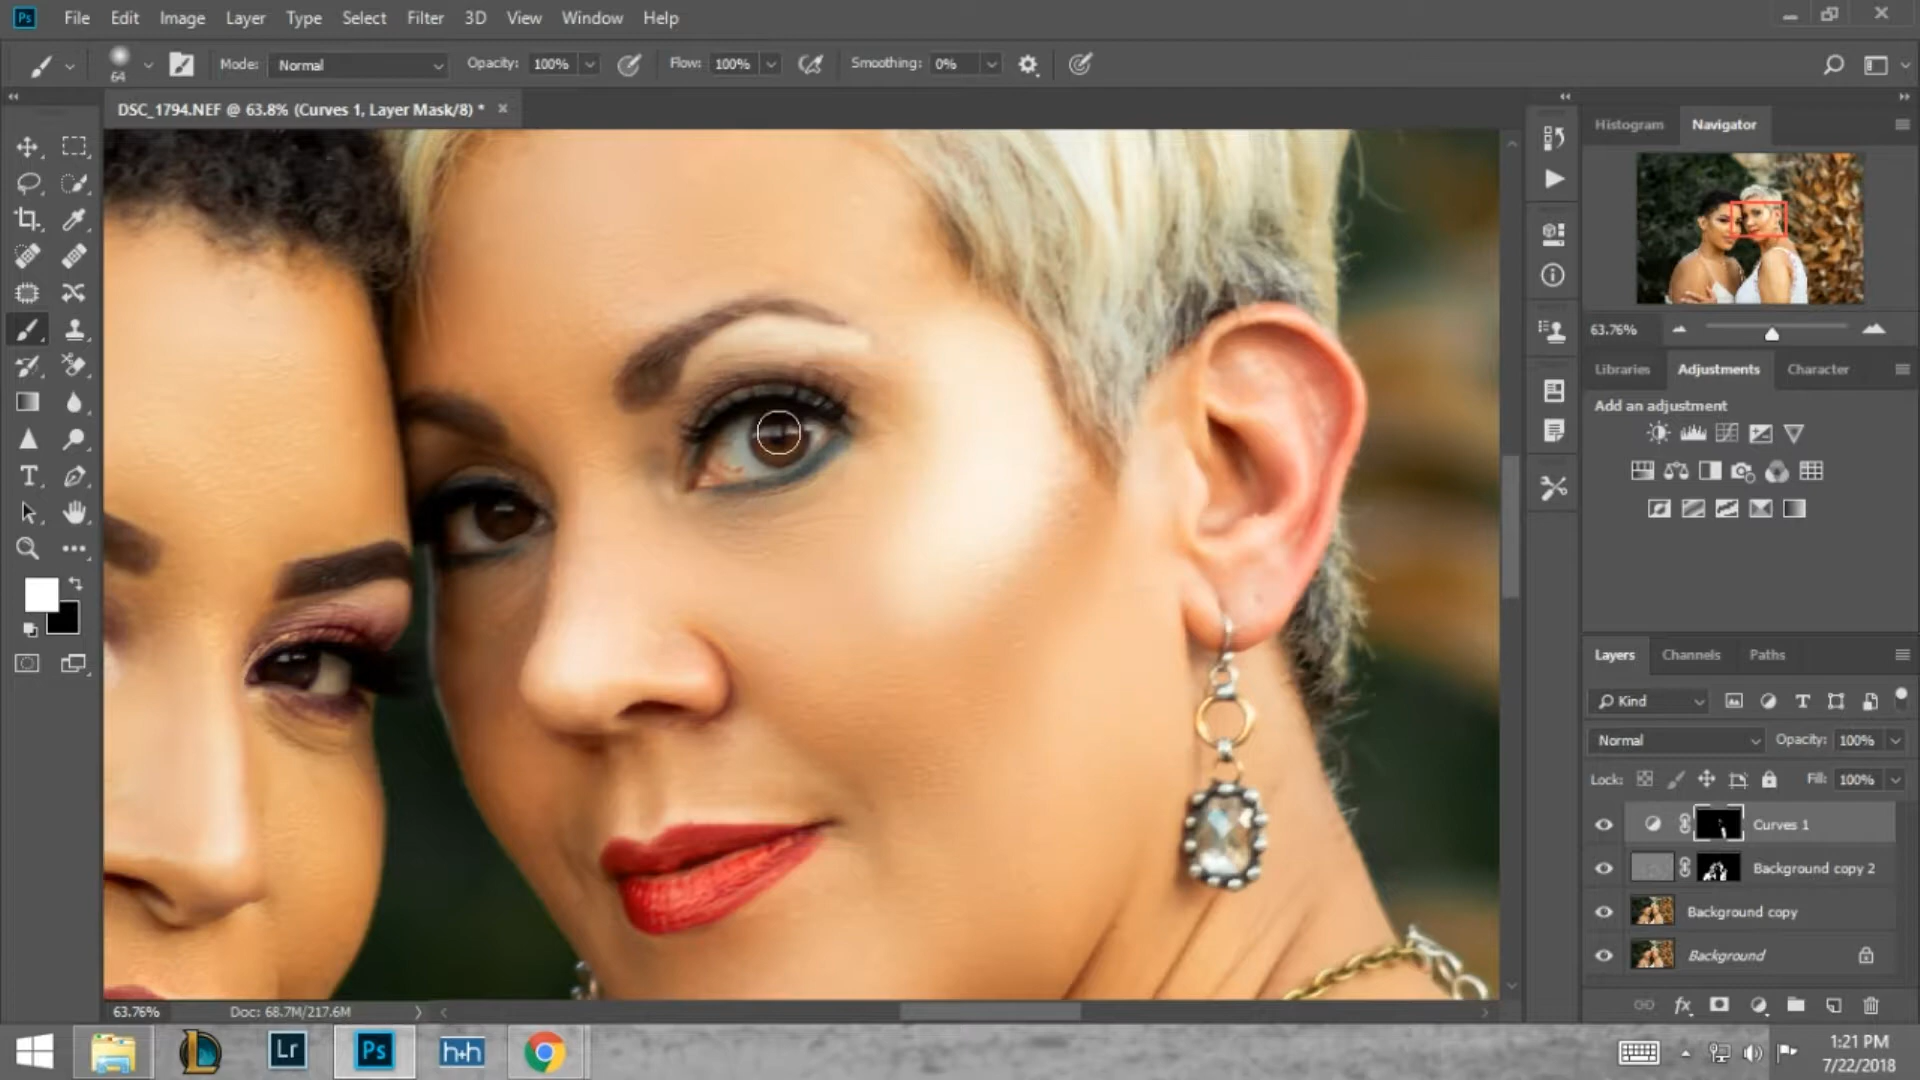 Ps File Edit Image Layer Type Select Filter 3D View Window Help
64 Mode: Normal Opacity: 100% Flow: 100% Smoothing: 0%
DSC_1794.NEF @ 63.8% (Curves 1, Layer Mask/8) *
Histogram Navigator
63.76%
Libraries Adjustments Character
Add an adjustment
Layers Channels Paths
Kind
Normal Opacity: 100%
Lock: Fill: 100%
Curves 1
Background copy 2
Background copy
Background
63.76% Doc: 68.7M/217.6M
Lr Ps h+h
1:21 PM
7/22/2018